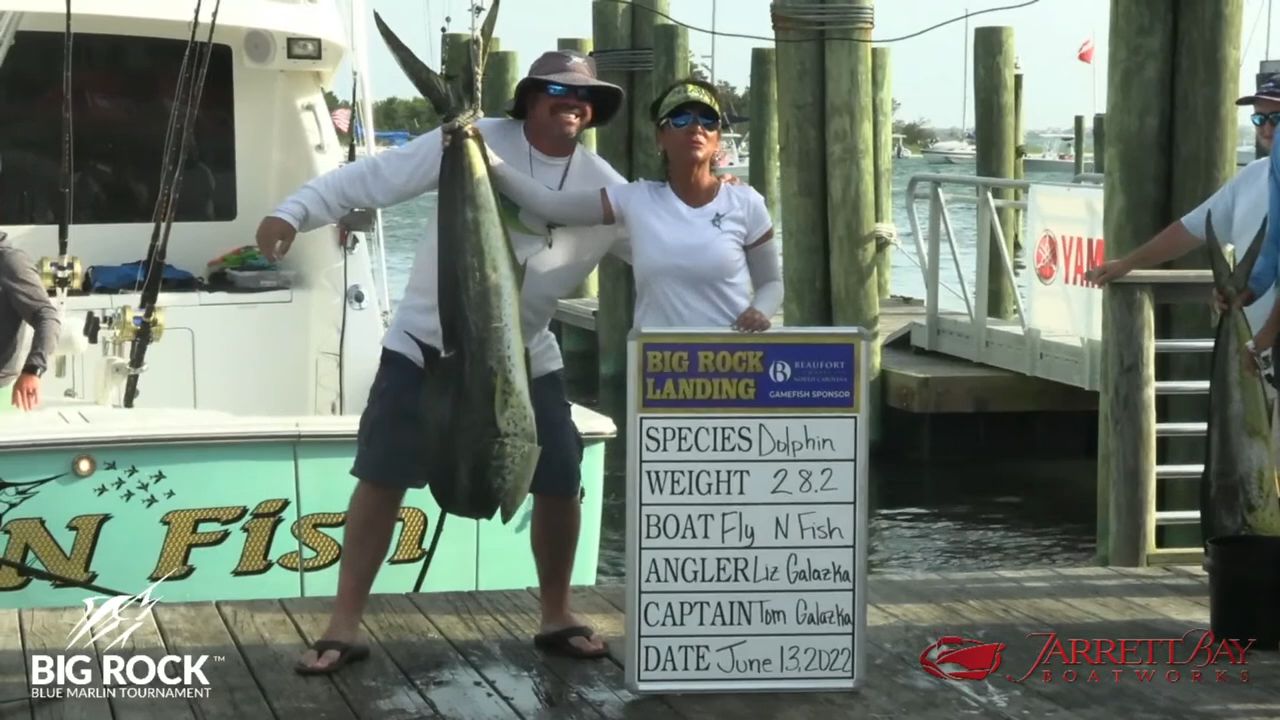 BIG ROCK
LANDING
B BEAUFORT
NORTH CAROLINA
GAMEFISH SPONSOR
SPECIES Dolphin
WEIGHT 28.2
BOAT Fly N Fish
ANGLER Liz Galazka
CAPTAIN Tom Galazka
DATE June 13, 2022
YAM
N Fish
BIG ROCK™
BLUE MARLIN TOURNAMENT
JARRETT BAY
BOATWORKS